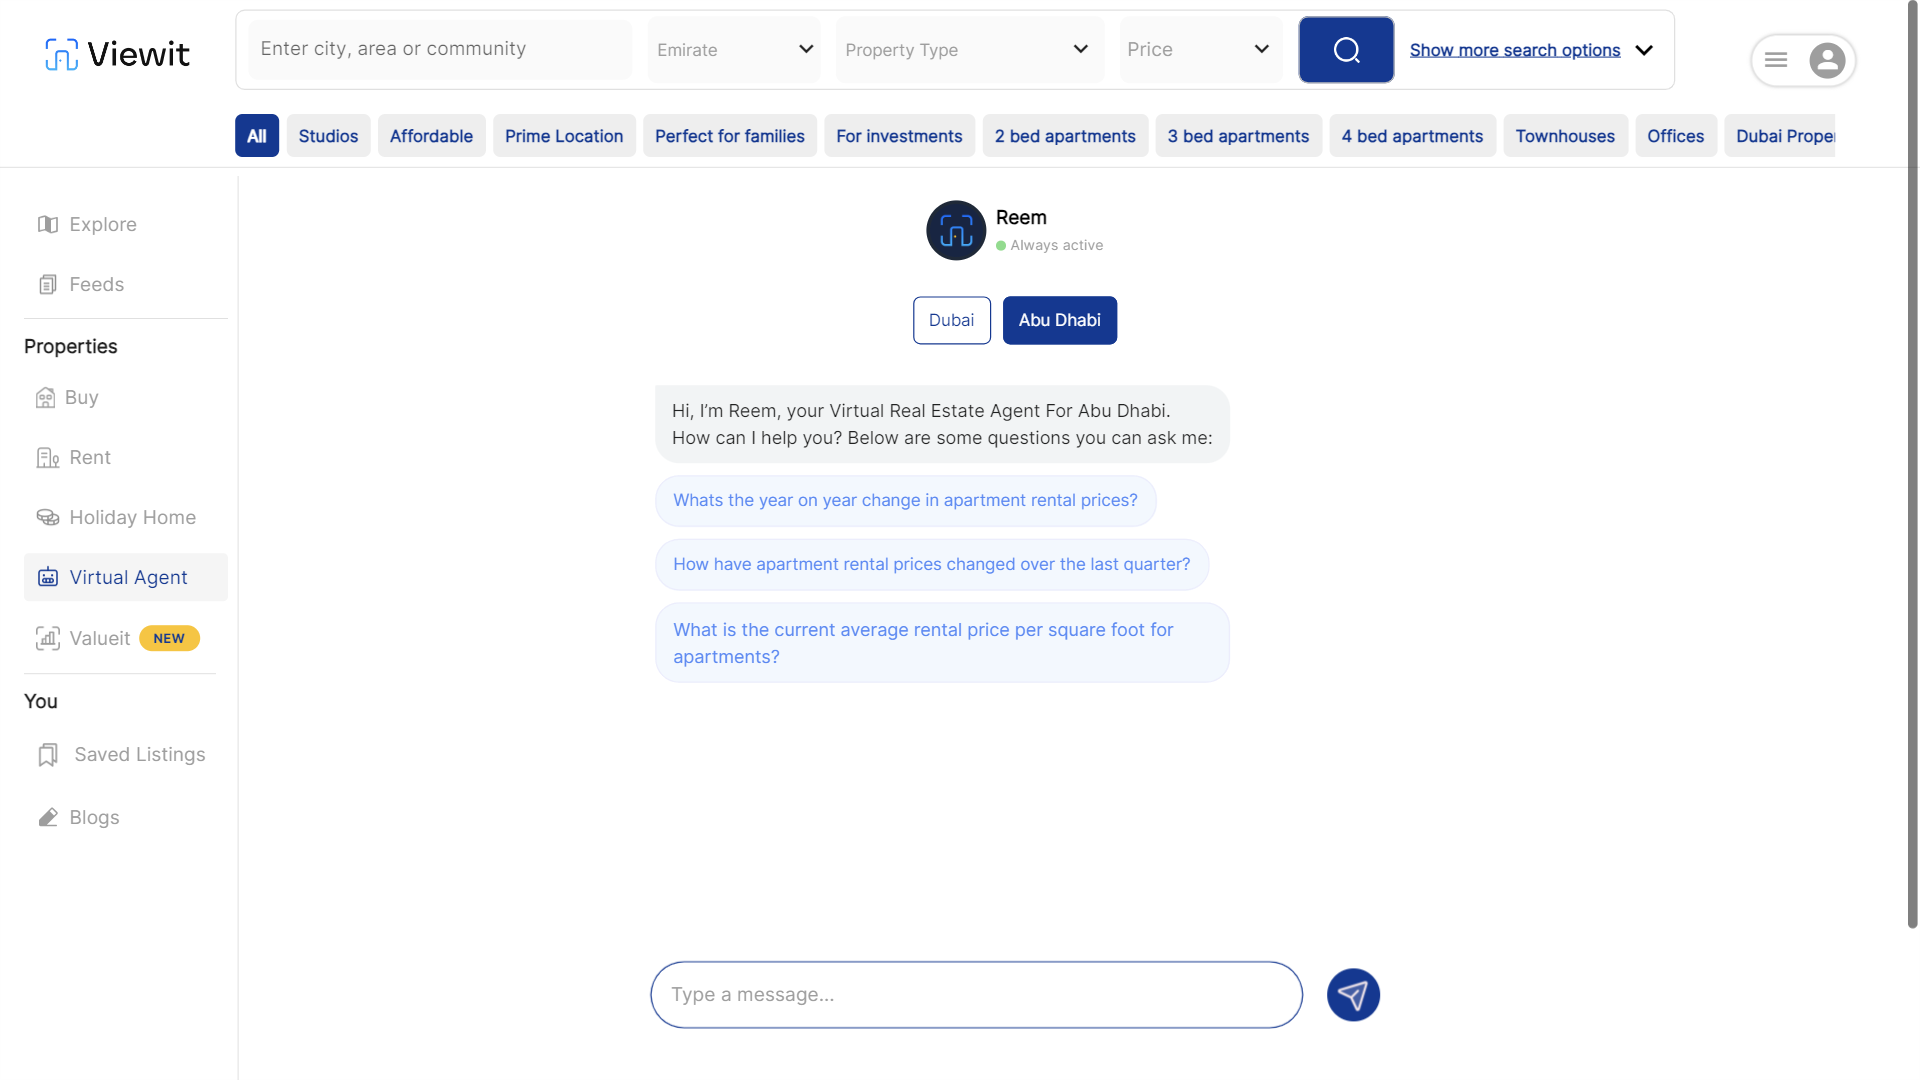 Viewit
Enter city, area or community
Emirate
Property Type
Price
Show more search options
All
Studios
Affordable
Prime Location
Perfect for families
For investments
2 bed apartments
3 bed apartments
4 bed apartments
Townhouses
Offices
Dubai Proper
Explore
Feeds
Properties
Buy
Rent
Holiday Home
Virtual Agent
Valueit NEW
You
Saved Listings
Blogs
Reem
Always active
Dubai
Abu Dhabi
Hi, I’m Reem, your Virtual Real Estate Agent For Abu Dhabi.
How can I help you? Below are some questions you can ask me:
Whats the year on year change in apartment rental prices?
How have apartment rental prices changed over the last quarter?
What is the current average rental price per square foot for
apartments?
Type a message...